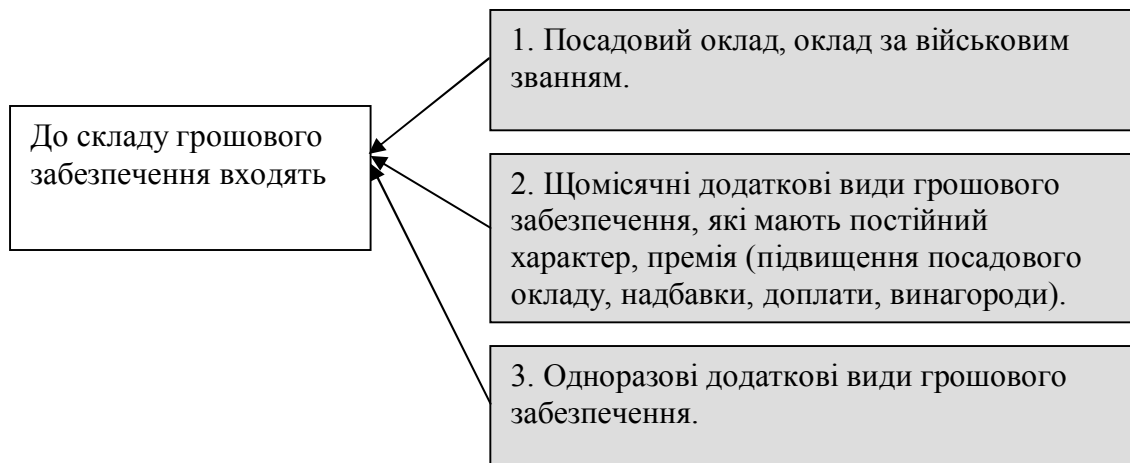 До складу грошового
забезпечення входять
1. Посадовий оклад, оклад за військовим
званням.
2. Щомісячні додаткові види грошового
забезпечення, які мають постійний
характер, премія (підвищення посадового
окладу, надбавки, доплати, винагороди).
3. Одноразові додаткові види грошового
забезпечення.